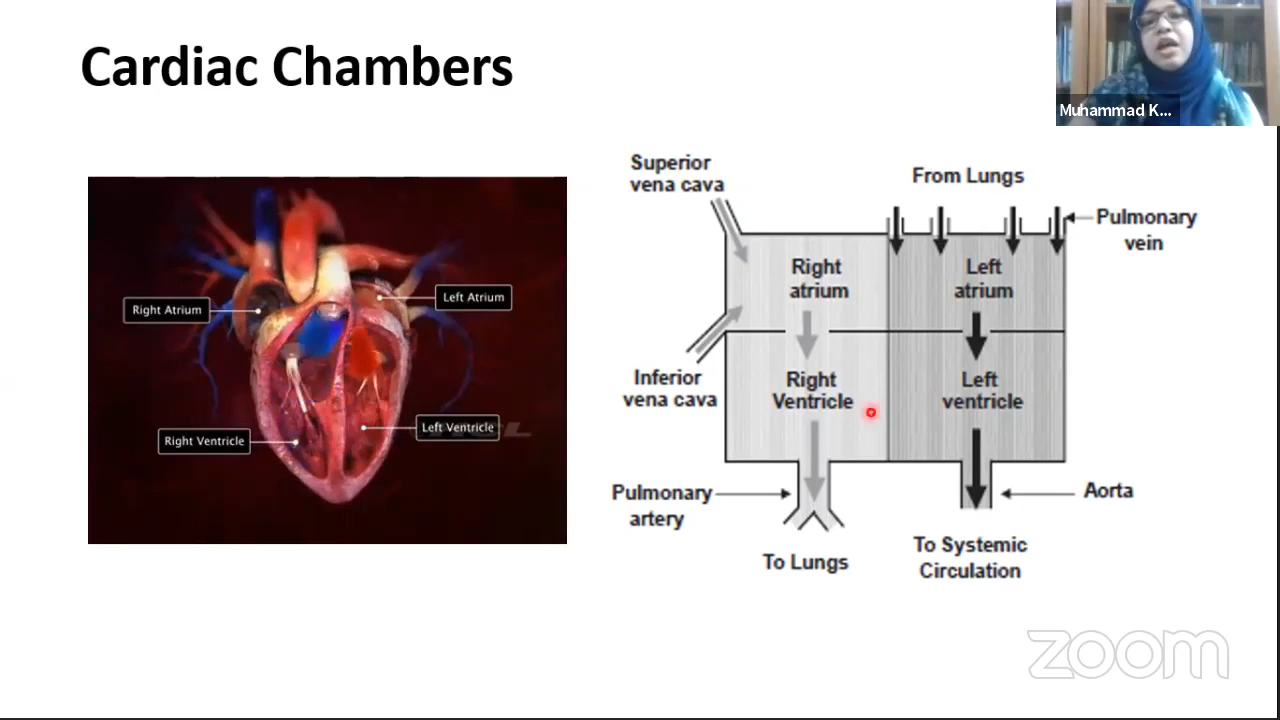 Cardiac Chambers
Muhammad K...
Right Atrium
Left Atrium
Right Ventricle
Left Ventricle
Superior
vena cava
From Lungs
Pulmonary
vein
Right
atrium
Left
atrium
Inferior
vena cava
Right
Ventricle
Left
ventricle
Pulmonary
artery
Aorta
To Lungs
To Systemic
Circulation
zoom